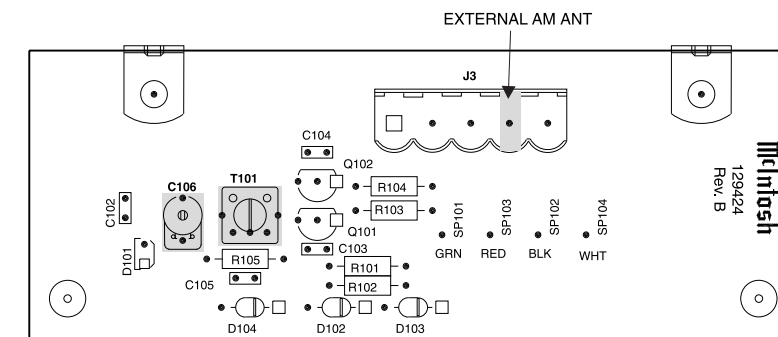 EXTERNAL AM ANT
J3
C104
Q102
C106
T101
R104
R103
C102
SP101
SP103
SP102
SP104
McIntosh
129424
Rev. B
Q101
D101
R105
C103
GRN
RED
BLK
WHT
R101
C105
R102
D104
D102
D103